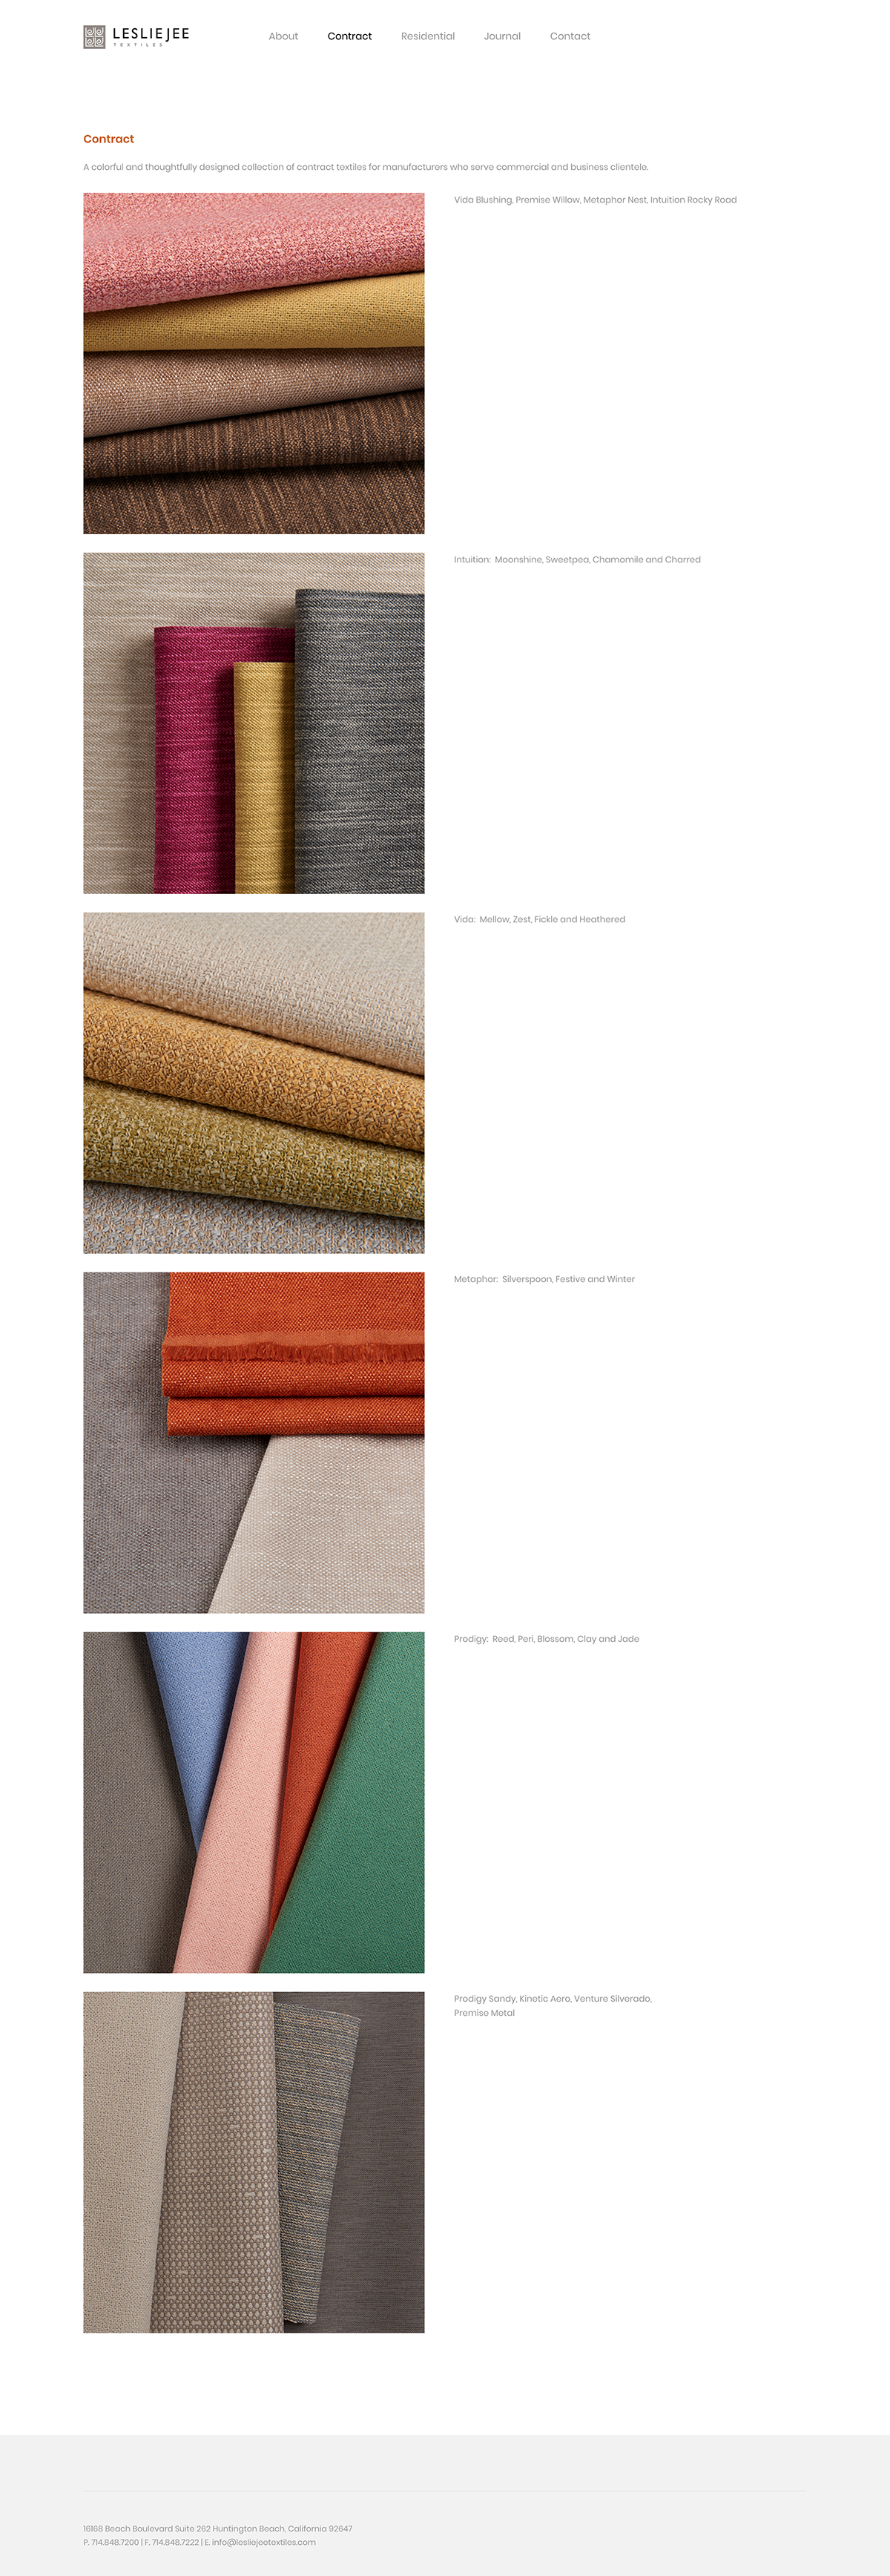 LESLIEJEE
TEXTILES
About Contract Residential Journal Contact
Contract
A colorful and thoughtfully designed collection of contract textiles for manufacturers who serve commercial and business clientele.
Vida Blushing, Premise Willow, Metaphor Nest, Intuition Rocky Road
Intuition: Moonshine, Sweetpea, Chamomile and Charred
Vida: Mellow, Zest, Fickle and Heathered
Metaphor: Silverspoon, Festive and Winter
Prodigy: Reed, Peri, Blossom, Clay and Jade
Prodigy Sandy, Kinetic Aero, Venture Silverado,
Premise Metal
16168 Beach Boulevard Suite 262 Huntington Beach, California 92647
P. 714.848.7200 | F. 714.848.7222 | E. info@lesliejeetextiles.com